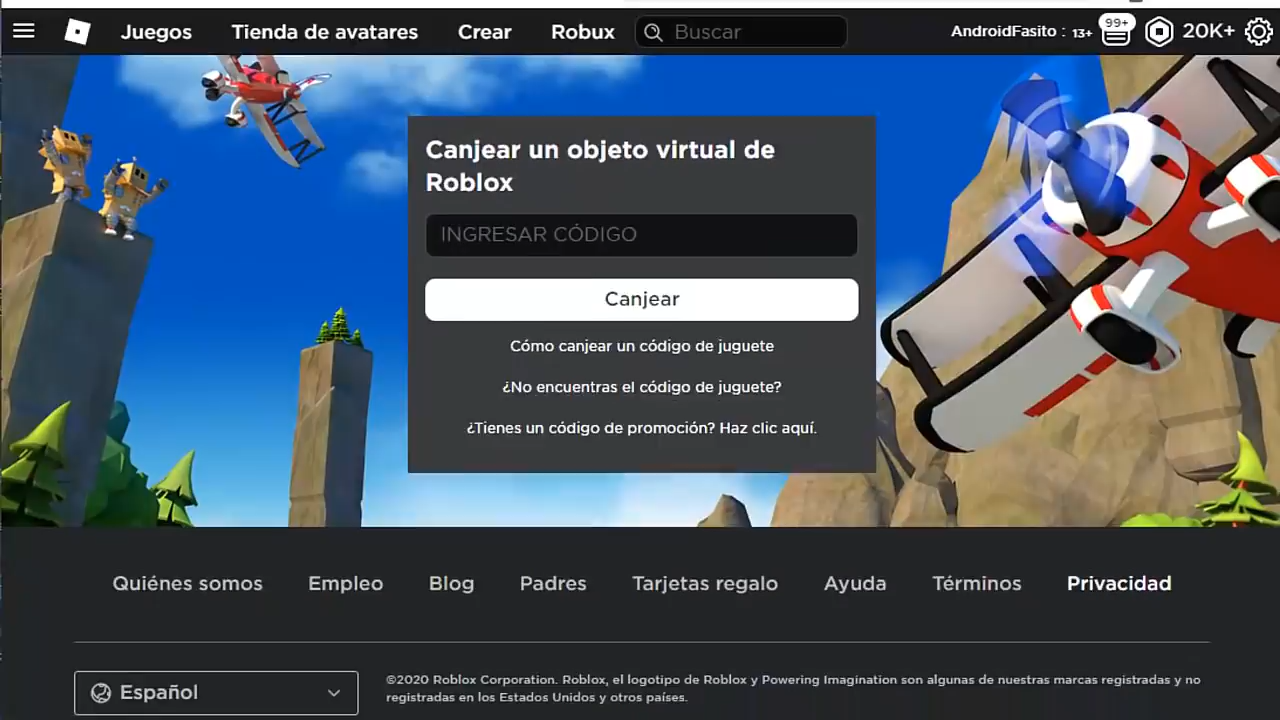 Juegos Tienda de avatares Crear Robux Buscar AndroidFasito : 13+ 99+ 20K+
Canjear un objeto virtual de
Roblox
INGRESAR CÓDIGO
Canjear
Cómo canjear un código de juguete
¿No encuentras el código de juguete?
¿Tienes un código de promoción? Haz clic aquí.
Quiénes somos Empleo Blog Padres Tarjetas regalo Ayuda Términos Privacidad
Español
©2020 Roblox Corporation. Roblox, el logotipo de Roblox y Powering Imagination son algunas de nuestras marcas registradas y no
registradas en los Estados Unidos y otros países.